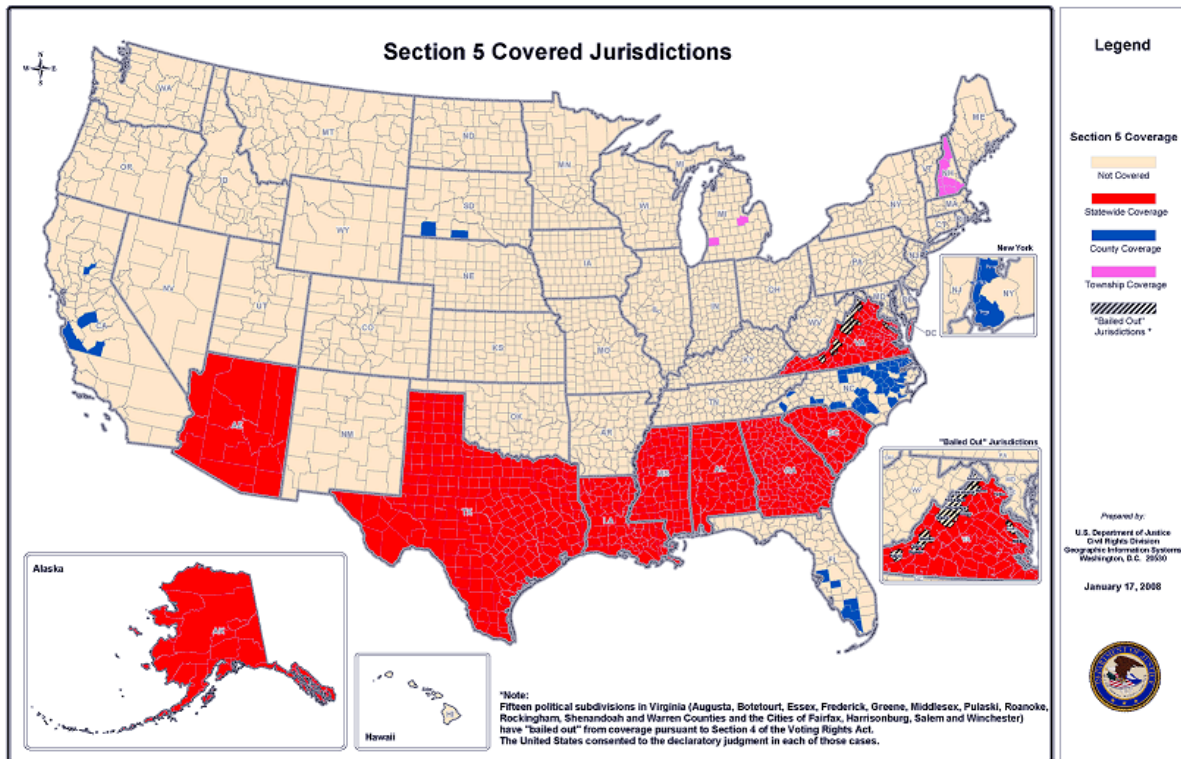 Section 5 Covered Jurisdictions
N
W
E
S
WA
OR
ID
MT
ND
MN
SD
WY
NE
IA
WI
MI
MI
NV
UT
CO
CA
KS
MO
IN
OH
PA
NY
VT
NH
ME
MA
NJ
DC
WV
VA
KY
NC
TN
SC
AZ
NM
OK
AR
TX
LA
MS
AL
GA
FL
New York
NJ
NY
"Bailed Out" Jurisdictions
VA
Alaska
AK
Hawaii
HI
*Note:
Fifteen political subdivisions in Virginia (Augusta, Botetourt, Essex, Frederick, Greene, Middlesex, Pulaski, Roanoke,
Rockingham, Shenandoah and Warren Counties and the Cities of Fairfax, Harrisonburg, Salem and Winchester)
have "bailed out" from coverage pursuant to Section 4 of the Voting Rights Act.
The United States consented to the declaratory judgment in each of those cases.
Legend
Section 5 Coverage
Not Covered
Statewide Coverage
County Coverage
Township Coverage
"Bailed Out"
Jurisdictions *
Prepared by:
U.S. Department of Justice
Civil Rights Division
Geographic Information Systems
Washington, D.C. 20530
January 17, 2008